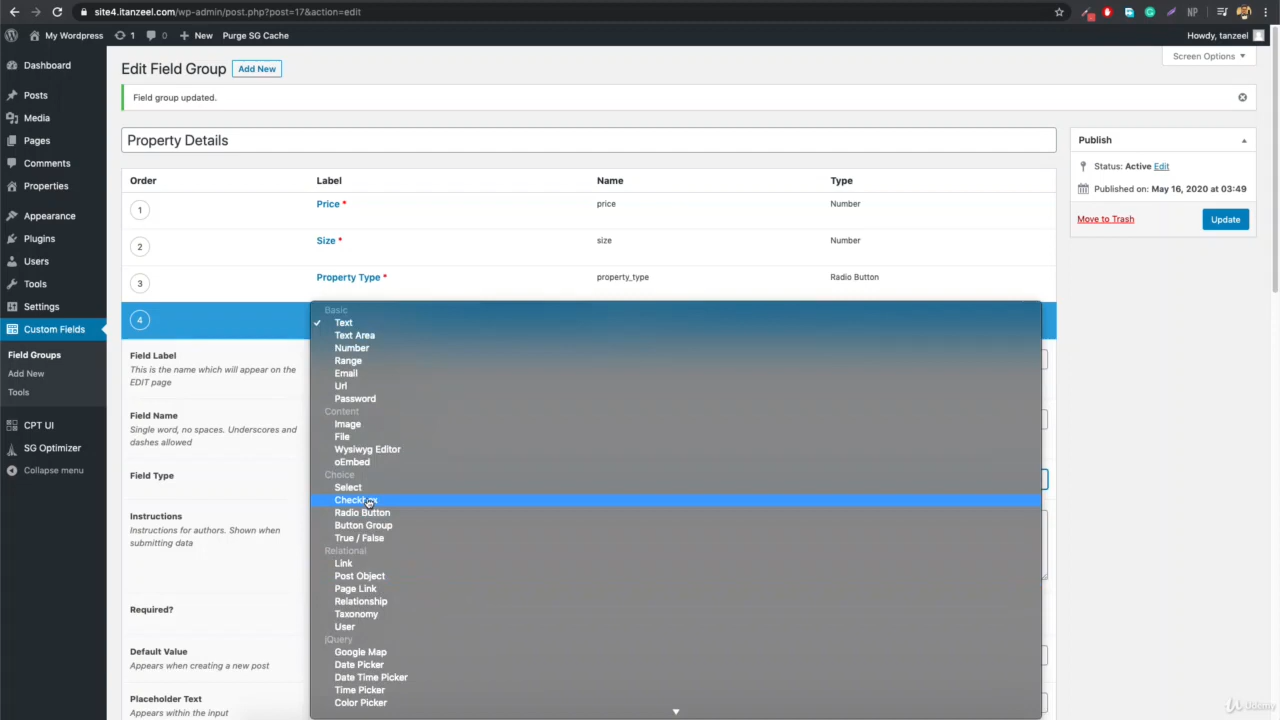 site4.itanzeel.com/wp-admin/post.php?post=17&action=edit
NP
My Wordpress 1 0 New Purge SG Cache Howdy, tanzeel
Screen Options
Edit Field Group Add New
Field group updated.
Dashboard
Posts
Media
Pages
Comments
Properties
Appearance
Plugins
Users
Tools
Settings
Custom Fields
Field Groups
Add New
Tools
CPT UI
SG Optimizer
Collapse menu
Property Details
Order Label Name Type
1 Price * price Number
2 Size * size Number
3 Property Type * property_type Radio Button
4
Field Label
This is the name which will appear on the
EDIT page
Field Name
Single word, no spaces. Underscores and
dashes allowed
Field Type
Instructions
Instructions for authors. Shown when
submitting data
Required?
Default Value
Appears when creating a new post
Placeholder Text
Appears within the input
Basic
Text
Text Area
Number
Range
Email
Url
Password
Content
Image
File
Wysiwyg Editor
oEmbed
Choice
Select
Checkbox
Radio Button
Button Group
True / False
Relational
Link
Post Object
Page Link
Relationship
Taxonomy
User
jQuery
Google Map
Date Picker
Date Time Picker
Time Picker
Color Picker
Publish
Status: Active Edit
Published on: May 16, 2020 at 03:49
Move to Trash Update
Udemy